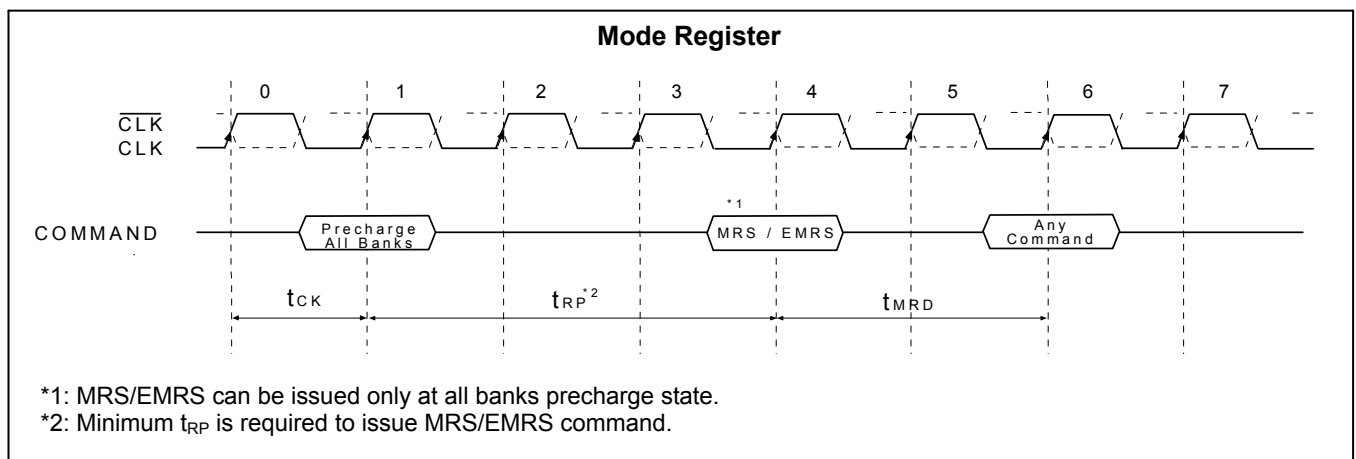 Mode Register
0 1 2 3 4 5 6 7
CLK
CLK
COMMAND
Precharge
All Banks
*1
MRS / EMRS
Any
Command
tCK
tRP*2
tMRD
*1: MRS/EMRS can be issued only at all banks precharge state.
*2: Minimum tRP is required to issue MRS/EMRS command.